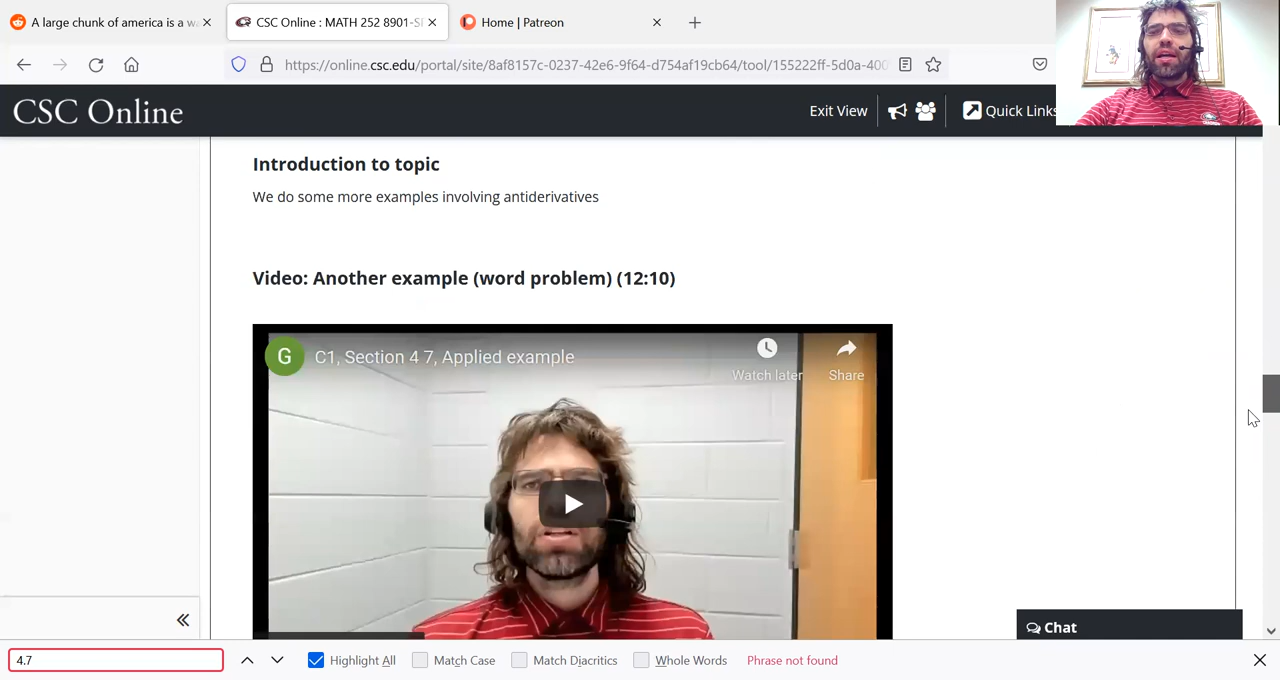 A large chunk of america is a wa
CSC Online : MATH 252 8901-S
Home | Patreon
https://online.csc.edu/portal/site/8af8157c-0237-42e6-9f64-d754af19cb64/tool/155222ff-5d0a-400
CSC Online
Exit View
Quick Links
Introduction to topic
We do some more examples involving antiderivatives
Video: Another example (word problem) (12:10)
G
C1, Section 4 7, Applied example
Watch later
Share
Chat
4.7
Highlight All
Match Case
Match Diacritics
Whole Words
Phrase not found